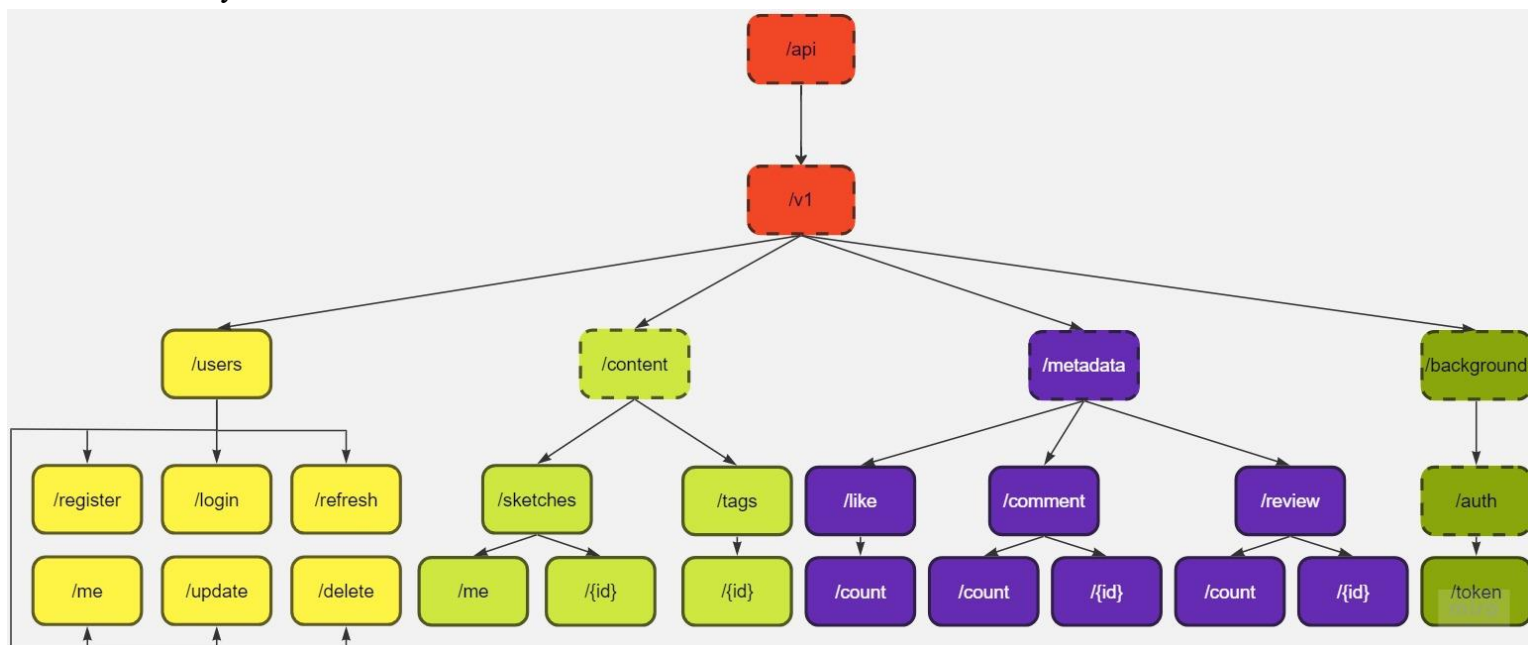 /api
/v1
/users
/content
/metadata
/background
/register
/login
/refresh
/sketches
/tags
/like
/comment
/review
/auth
/me
/update
/delete
/me
/{id}
/{id}
/count
/count
/{id}
/count
/{id}
/token